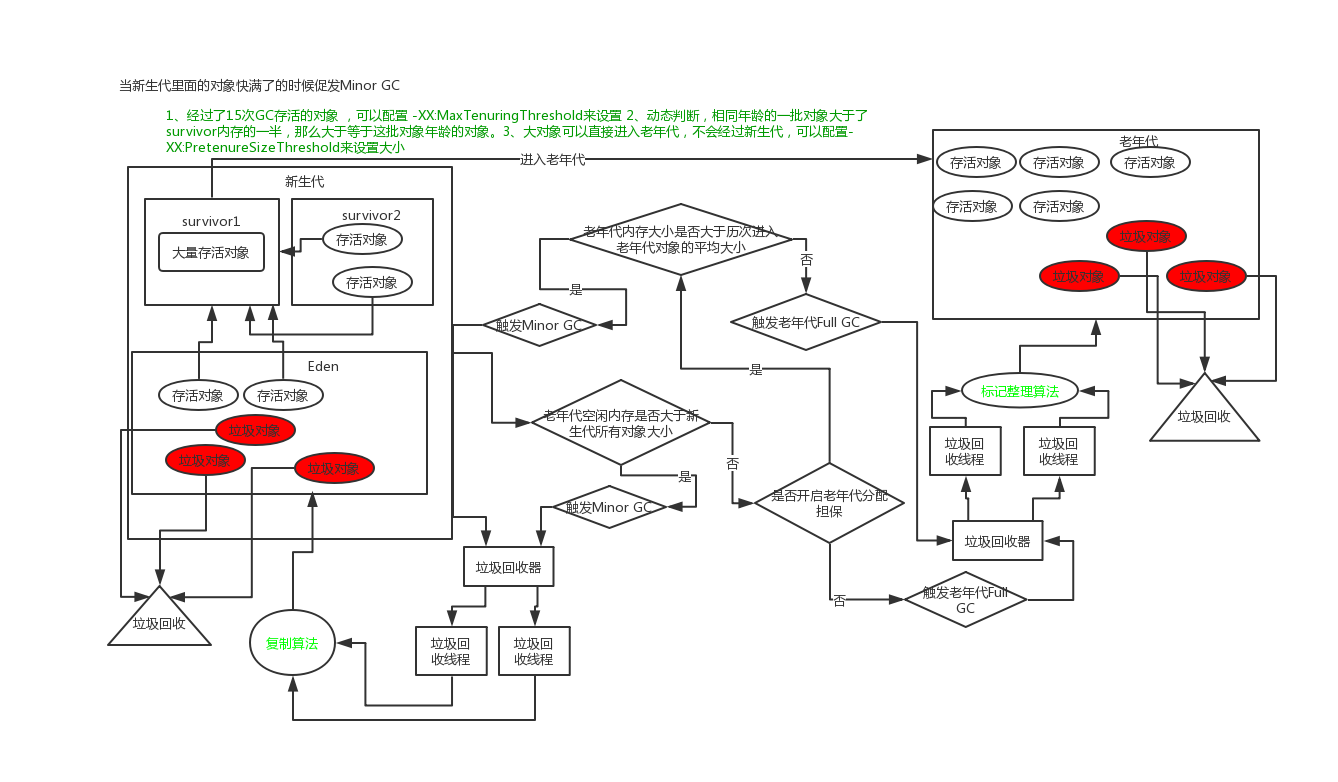 当新生代里面的对象快满了的时候促发Minor GC
1、经过了15次GC存活的对象 ，可以配置 -XX:MaxTenuringThreshold来设置 2、动态判断，相同年龄的一批对象大于了
survivor内存的一半，那么大于等于这批对象年龄的对象。3、大对象可以直接进入老年代，不会经过新生代，可以配置-
XX:PretenureSizeThreshold来设置大小
进入老年代
新生代
survivor1
大量存活对象
survivor2
存活对象
存活对象
Eden
存活对象
存活对象
垃圾对象
垃圾对象
垃圾对象
垃圾回收
复制算法
老年代内存大小是否大于历次进入
老年代对象的平均大小
是
否
触发Minor GC
触发老年代Full GC
是
老年代空闲内存是否大于新
生代所有对象大小
是
否
触发Minor GC
是否开启老年代分配
担保
否
触发老年代Full
GC
垃圾回收器
垃圾回
收线程
垃圾回
收线程
老年代
存活对象
存活对象
存活对象
存活对象
存活对象
垃圾对象
垃圾对象
垃圾对象
标记整理算法
垃圾回收
垃圾回
收线程
垃圾回
收线程
垃圾回收器